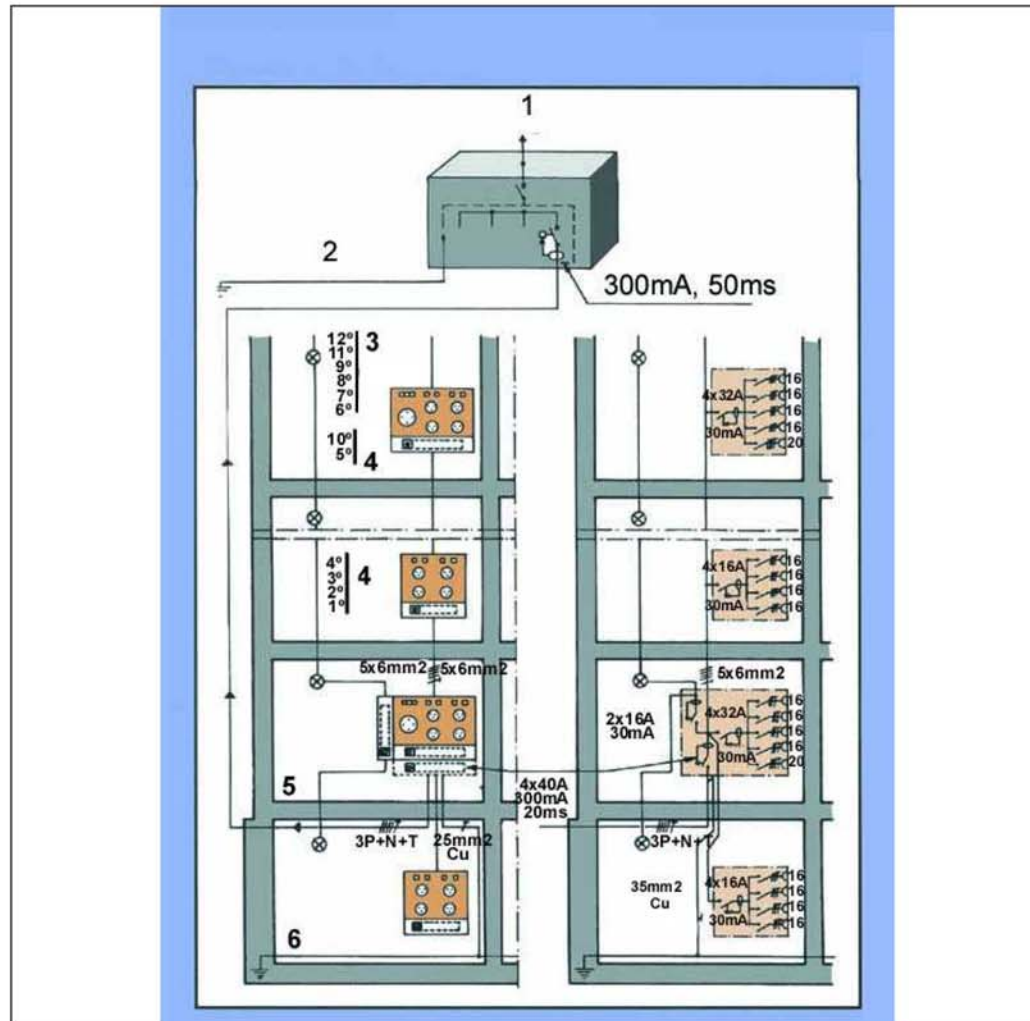 1
2
300mA, 50ms
12º
11º
9º
8º
7º
6º
3
10º
5º
4
4º
3º
2º
1º
4
5x6mm2
5x6mm2
5
3P+N+T
25mm2
Cu
6
4x40A
300mA
20ms
4x32A
30mA
16
16
16
16
20
4x16A
30mA
16
16
16
16
5x6mm2
2x16A
30mA
4x32A
30mA
16
16
16
16
20
3P+N+T
35mm2
Cu
4x16A
30mA
16
16
16
16